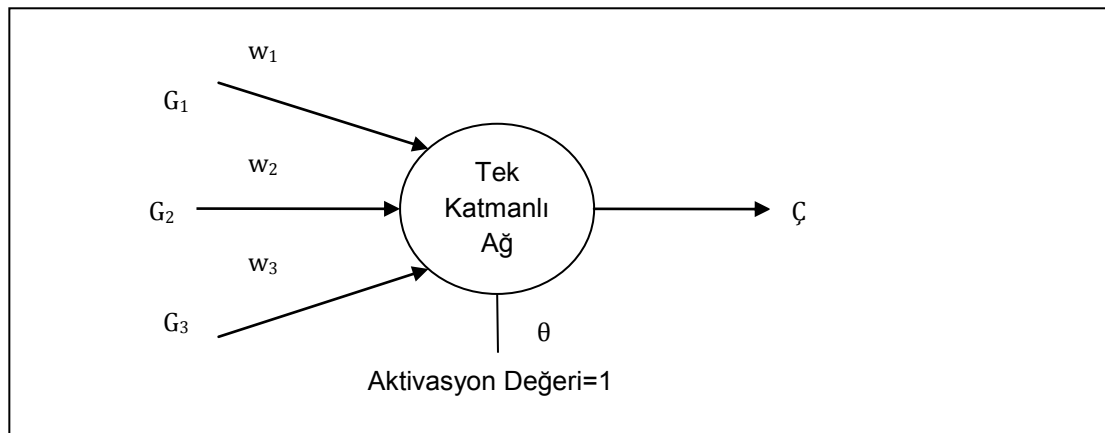 w₁
G₁
w₂
G₂
w₃
G₃
Tek
Katmanlı
Ağ
Ç
θ
Aktivasyon Değeri=1